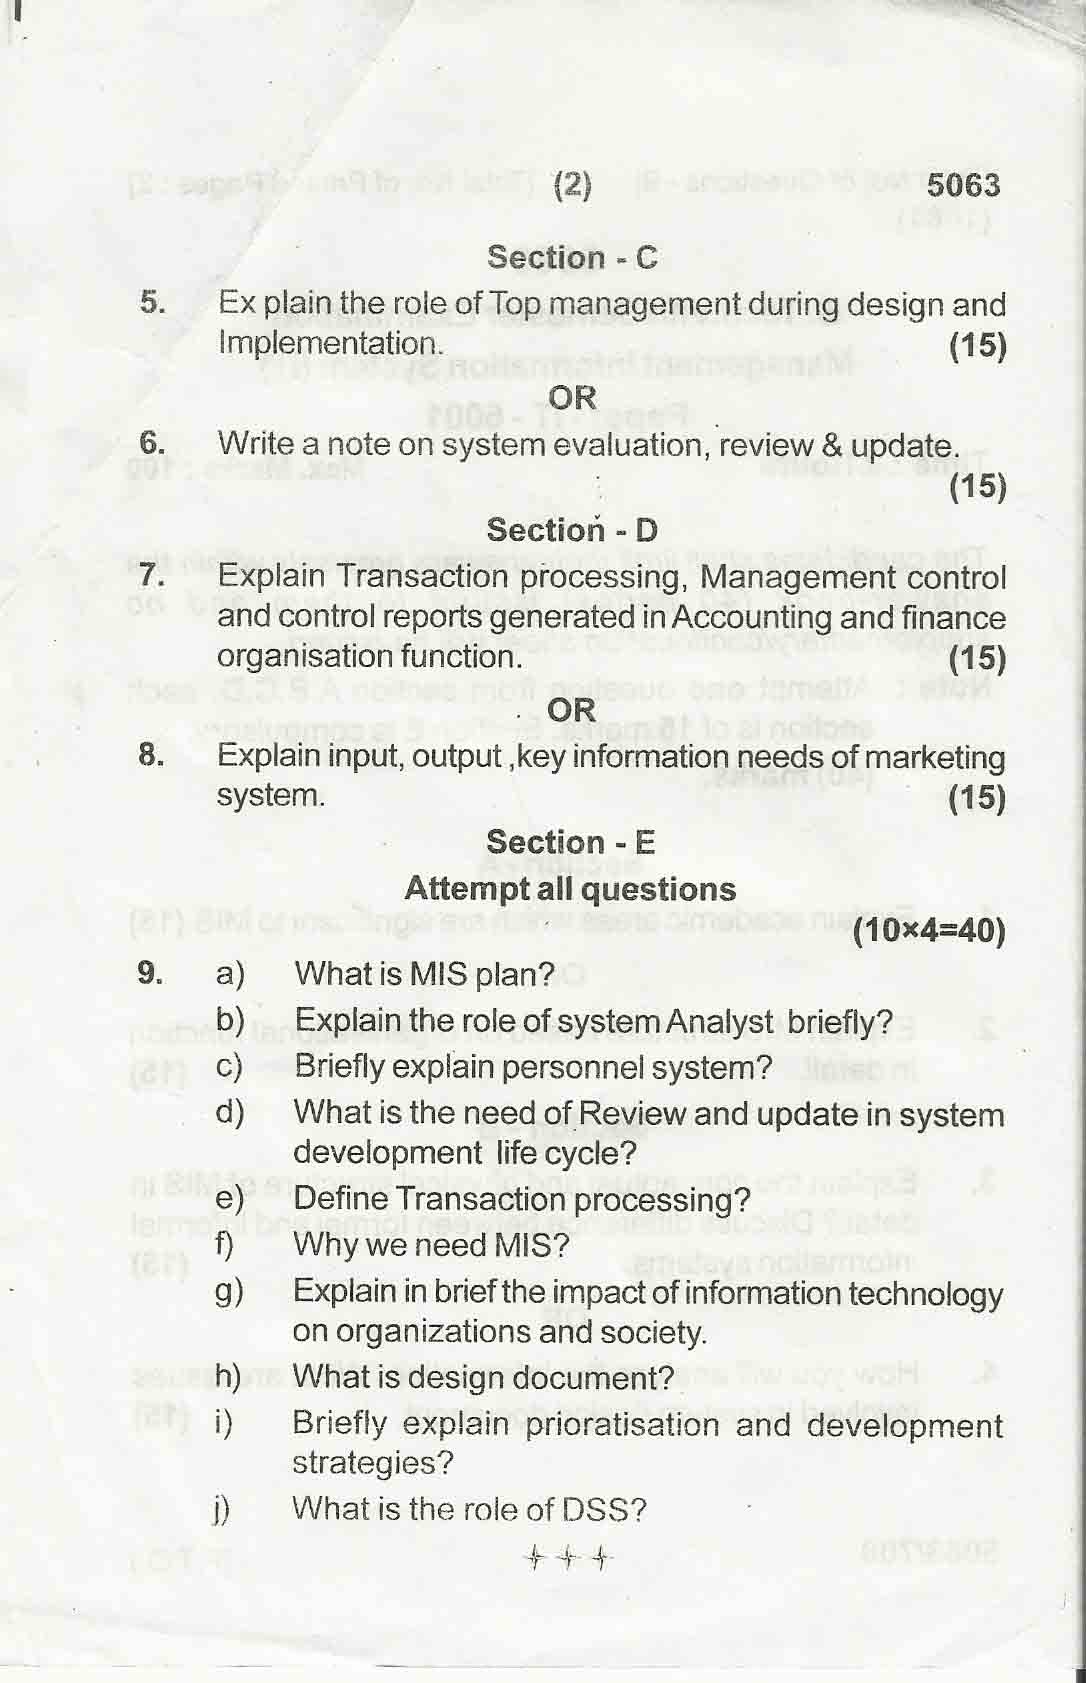 (2) 5063
Section - C
5. Ex plain the role of Top management during design and
Implementation. (15)
OR
6. Write a note on system evaluation, review & update.
(15)
Section - D
7. Explain Transaction processing, Management control
and control reports generated in Accounting and finance
organisation function. (15)
OR
8. Explain input, output ,key information needs of marketing
system. (15)
Section - E
Attempt all questions
(10×4=40)
9. a) What is MIS plan?
b) Explain the role of system Analyst briefly?
c) Briefly explain personnel system?
d) What is the need of Review and update in system
development life cycle?
e) Define Transaction processing?
f) Why we need MIS?
g) Explain in brief the impact of information technology
on organizations and society.
h) What is design document?
i) Briefly explain prioratisation and development
strategies?
j) What is the role of DSS?